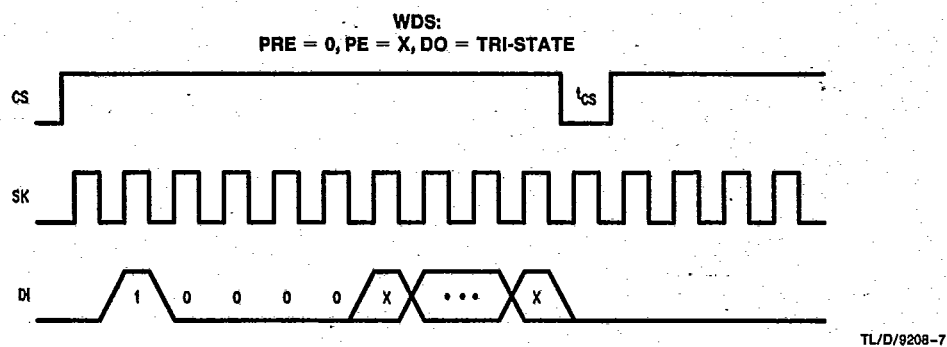 WDS:
PRE = 0, PE = X, DO = TRI-STATE
CS
tCS
SK
DI
1 0 0 0 0 X • • • X
TL/D/9208-7